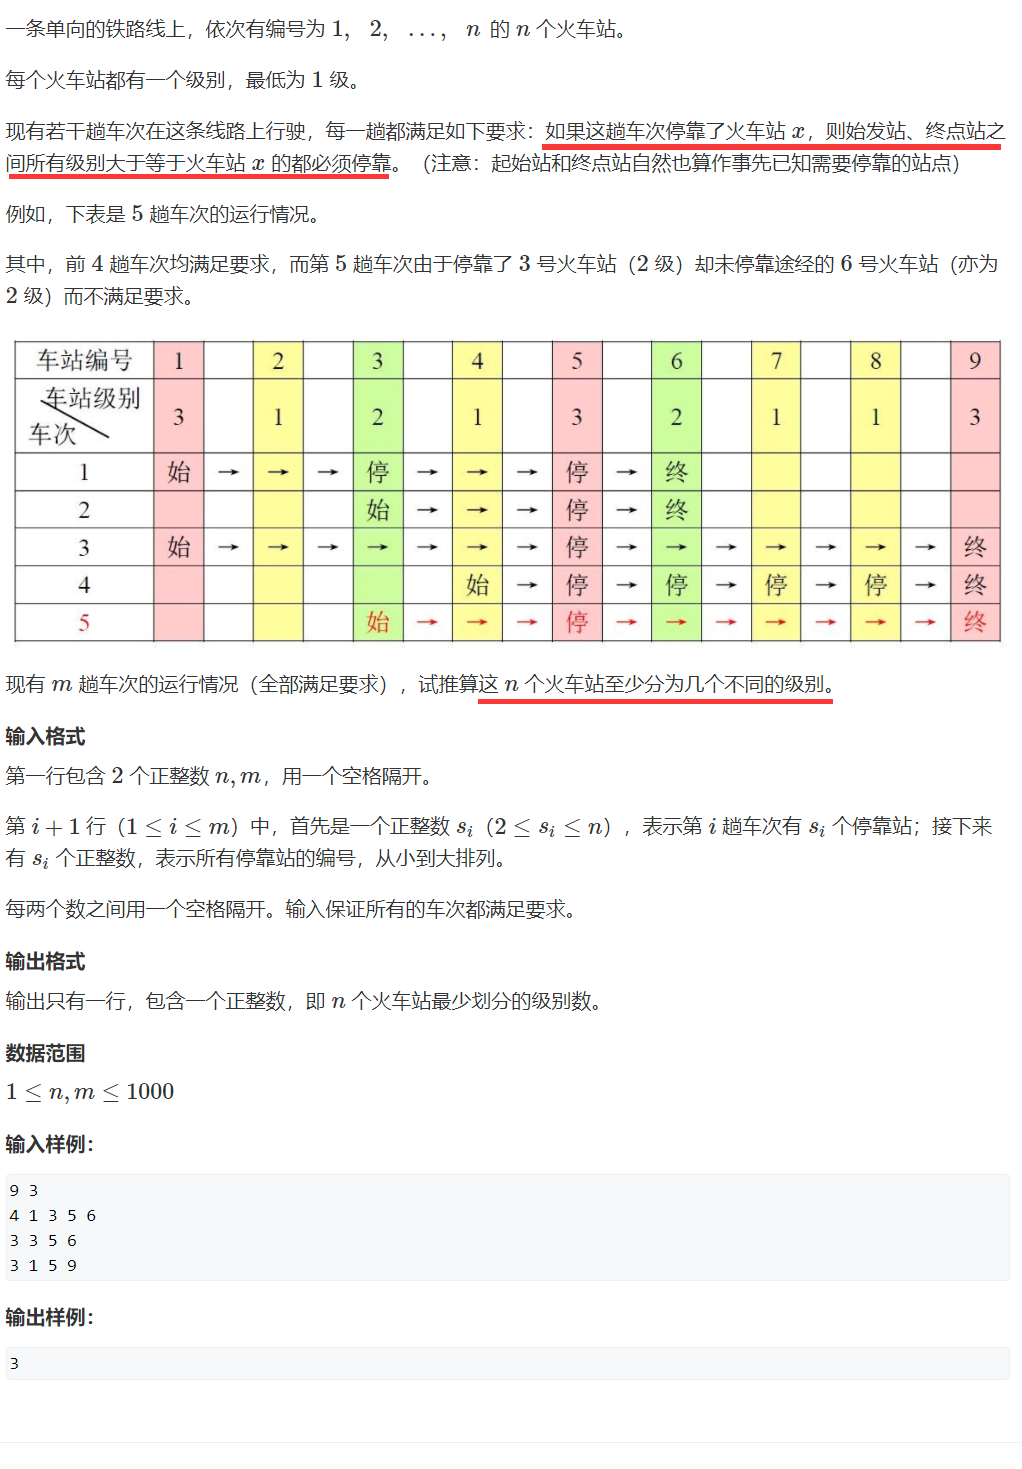 一条单向的铁路线上，依次有编号为 1, 2, …, n 的 n 个火车站。
每个火车站都有一个级别，最低为 1 级。
现有若干趟车次在这条线路上行驶，每一趟都满足如下要求：如果这趟车次停靠了火车站 x，则始发站、终点站之
间所有级别大于等于火车站 x 的都必须停靠。（注意：起始站和终点站自然也算作事先已知需要停靠的站点）
例如，下表是 5 趟车次的运行情况。
其中，前 4 趟车次均满足要求，而第 5 趟车次由于停靠了 3 号火车站（2 级）却未停靠途经的 6 号火车站（亦为
2 级）而不满足要求。
车站编号 1 2 3 4 5 6 7 8 9
车站级别
车次 3 1 2 1 3 2 1 1 3
1 始 → → → 停 → → → 停 → 终
2 始 → → → 停 → 终
3 始 → → → → → → → 停 → → → → → → → 终
4 始 → 停 → 停 → 停 → 停 → 终
5 始 → → → 停 → → → → → → → 终
现有 m 趟车次的运行情况（全部满足要求），试推算这 n 个火车站至少分为几个不同的级别。
输入格式
第一行包含 2 个正整数 n, m，用一个空格隔开。
第 i + 1 行（1 ≤ i ≤ m）中，首先是一个正整数 sᵢ（2 ≤ sᵢ ≤ n），表示第 i 趟车次有 sᵢ 个停靠站；接下来
有 sᵢ 个正整数，表示所有停靠站的编号，从小到大排列。
每两个数之间用一个空格隔开。输入保证所有的车次都满足要求。
输出格式
输出只有一行，包含一个正整数，即 n 个火车站最少划分的级别数。
数据范围
1 ≤ n, m ≤ 1000
输入样例：
9 3
4 1 3 5 6
3 3 5 6
3 1 5 9
输出样例：
3